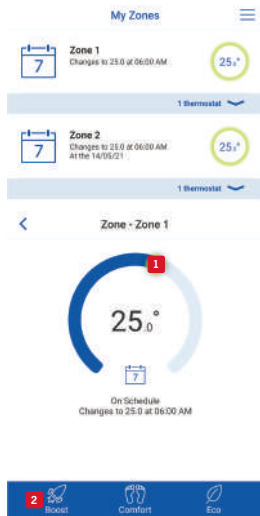 My Zones
7
Zone 1
Changes to 25.0 at 06:00 AM
25.0°
1 thermostat
7
Zone 2
Changes to 25.0 at 06:00 AM
At the 14/05/21
25.0°
1 thermostat
Zone - Zone 1
1
25.0°
7
On Schedule
Changes to 25.0 at 06:00 AM
2
Boost Comfort Eco